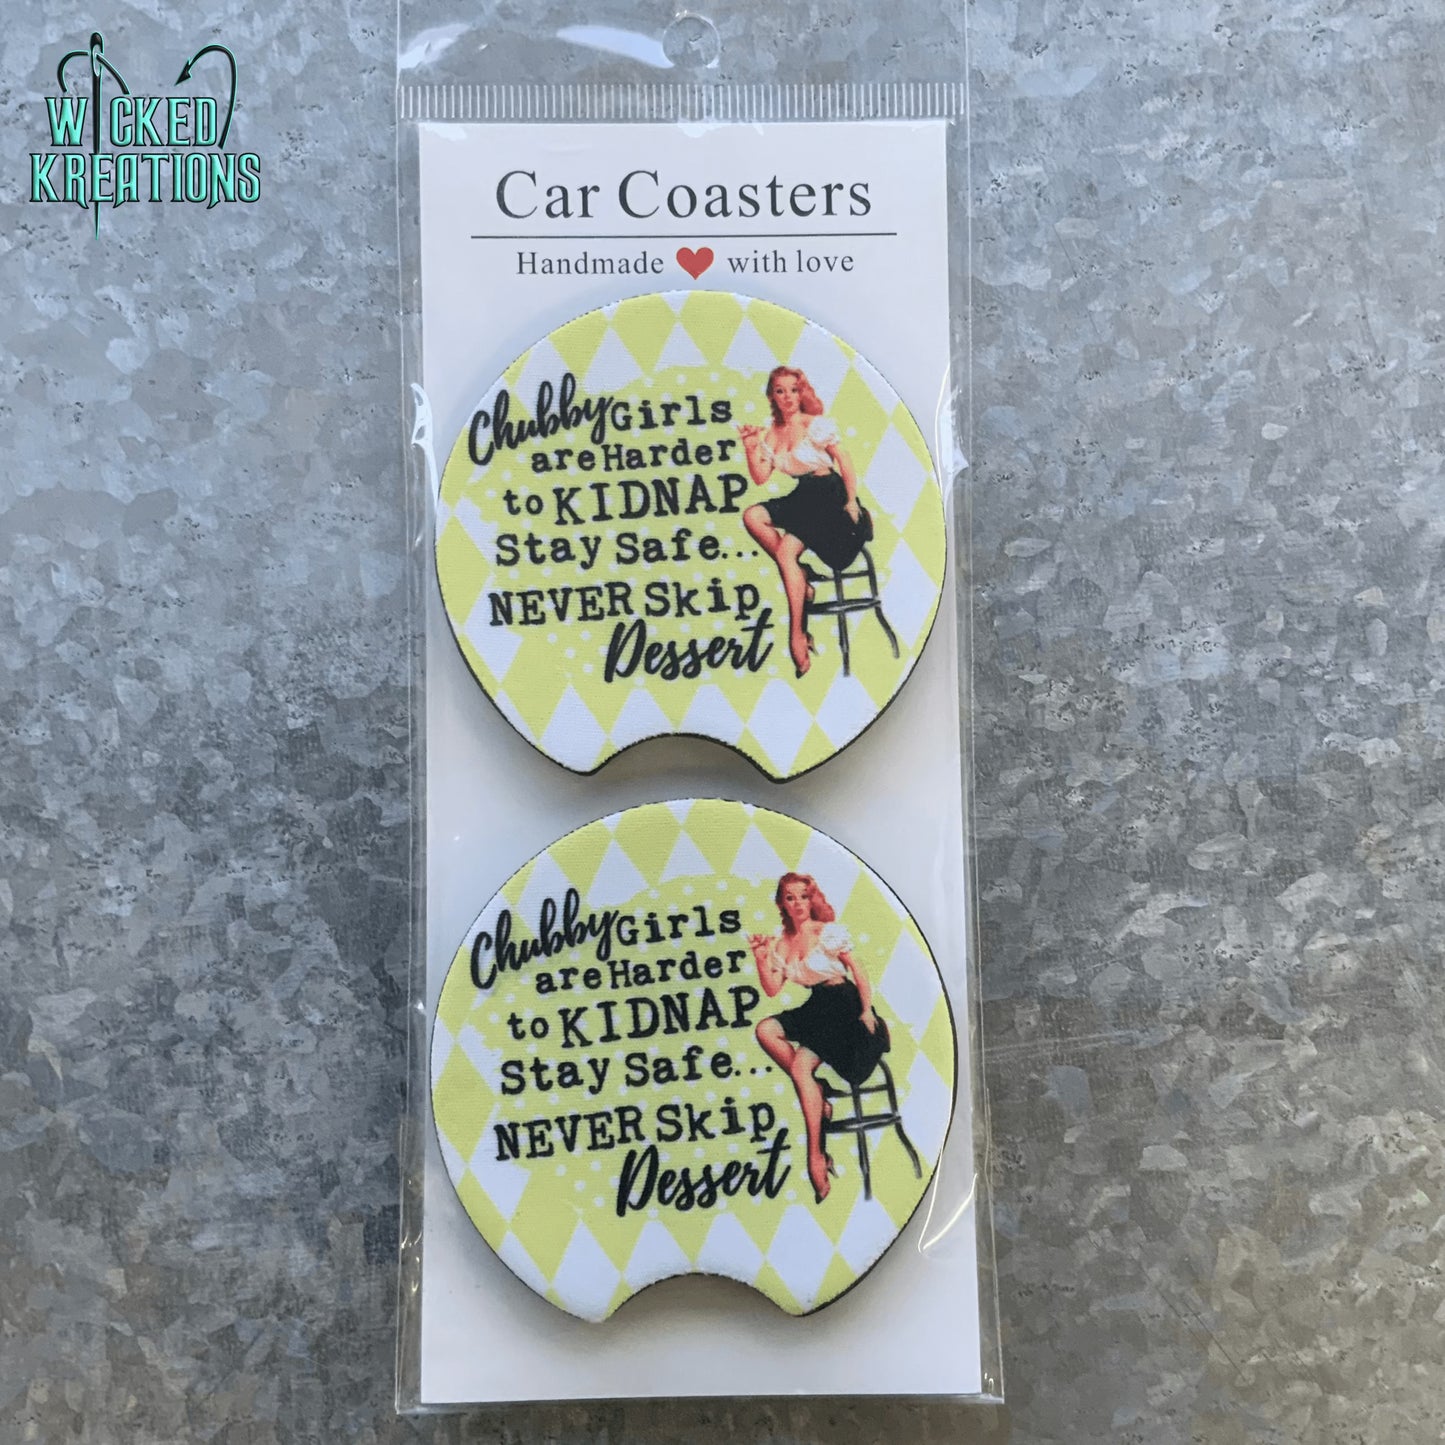 WICKED
KREATIONS
Car Coasters
Handmade with love
Chubby Girls
are Harder
to KIDNAP
Stay Safe...
NEVER Skip
Dessert
Chubby Girls
are Harder
to KIDNAP
Stay Safe...
NEVER Skip
Dessert